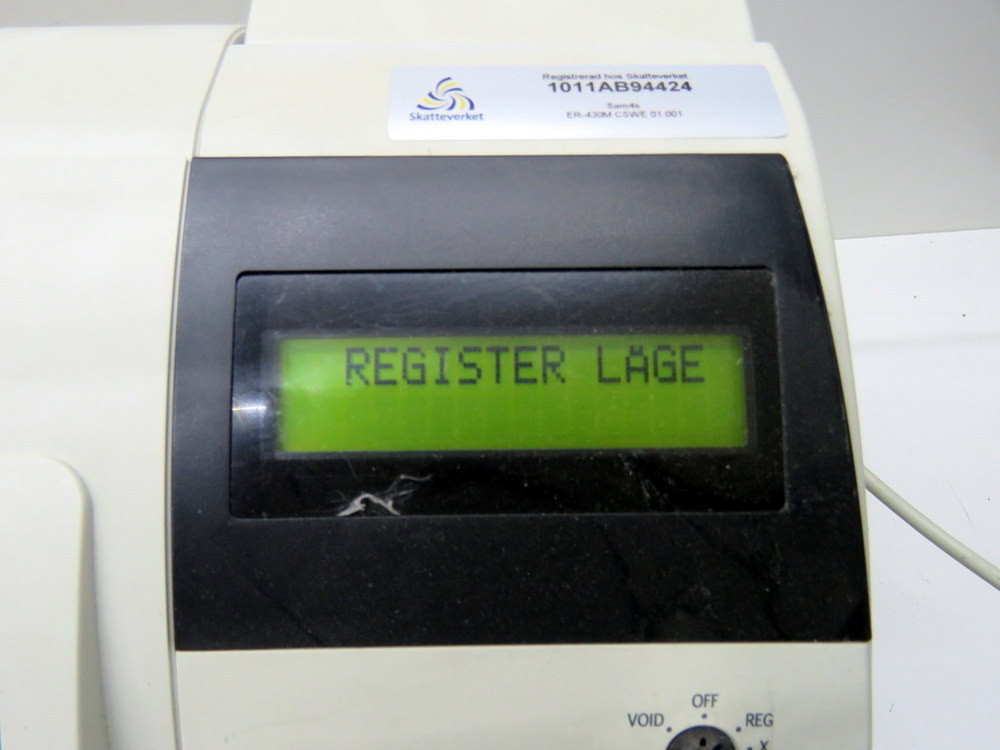 Registrerad hos Skatteverket
1011AB94424
Sam4s
ER-430M CSWE 01.001
Skatteverket
REGISTER LÄGE
OFF
VOID
REG
X